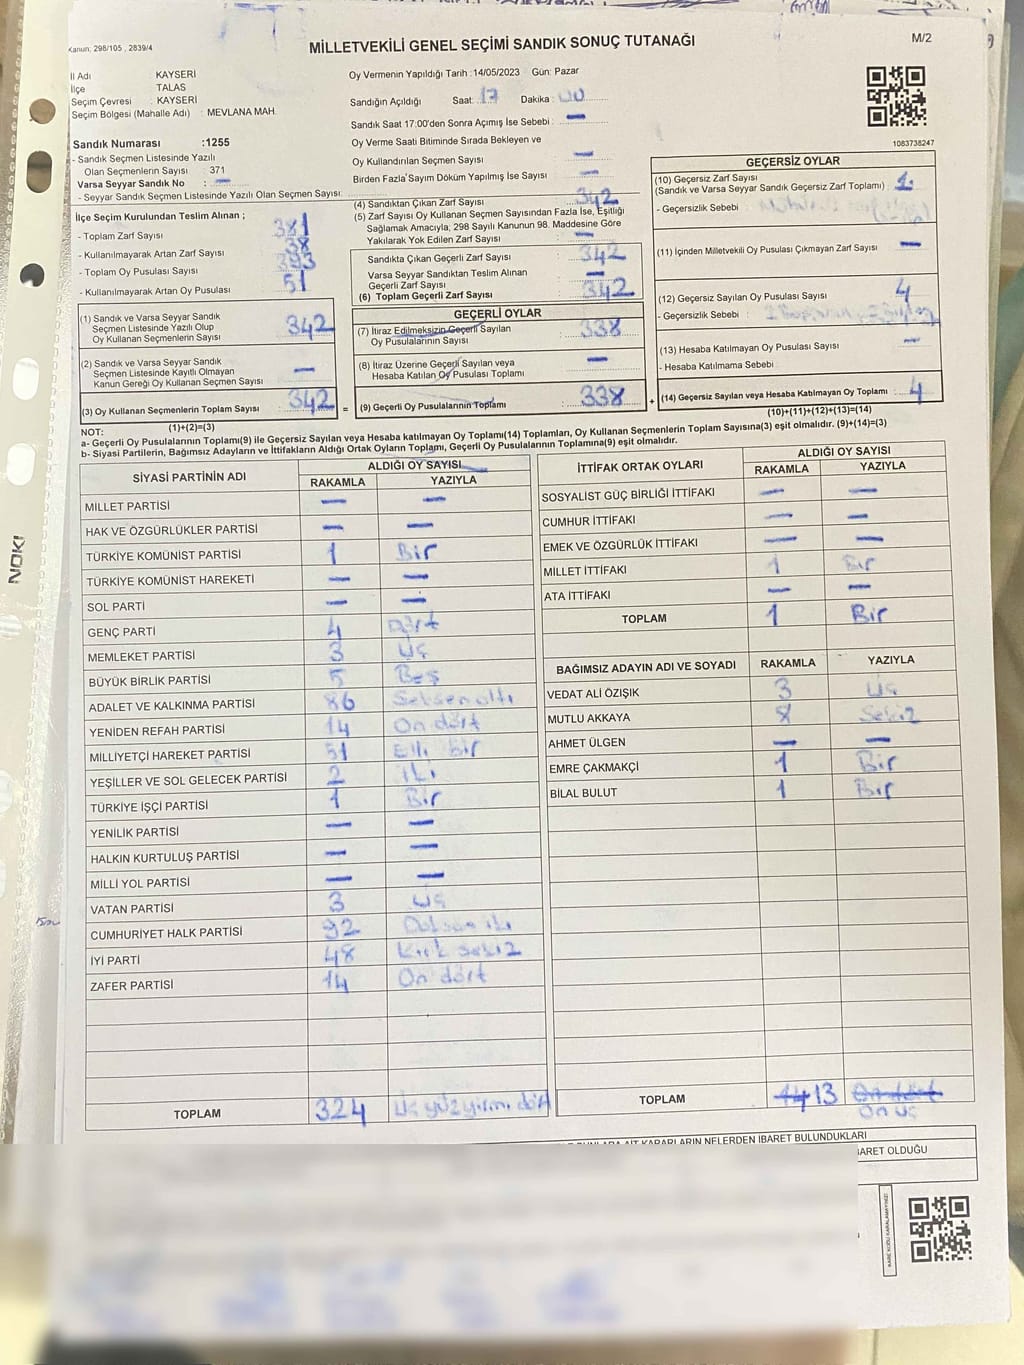 Kanun: 298/105 , 2839/4
MİLLETVEKİLİ GENEL SEÇİMİ SANDIK SONUÇ TUTANAĞI
M/2
İl Adı KAYSERİ
İlçe TALAS
Seçim Çevresi : KAYSERİ
Seçim Bölgesi (Mahalle Adı) : MEVLANA MAH.
Sandık Numarası :1255
- Sandık Seçmen Listesinde Yazılı
Olan Seçmenlerin Sayısı 371
Varsa Seyyar Sandık No : —
- Seyyar Sandık Seçmen Listesinde Yazılı Olan Seçmen Sayısı:
Oy Vermenin Yapıldığı Tarih :14/05/2023 Gün: Pazar
Sandığın Açıldığı Saat: 17 Dakika : 00
Sandık Saat 17:00'den Sonra Açımış İse Sebebi : —
Oy Verme Saati Bitiminde Sırada Bekleyen ve
Oy Kullandırılan Seçmen Sayısı —
Birden Fazla Sayım Döküm Yapılmış İse Sayısı —
1083738247
İlçe Seçim Kurulundan Teslim Alınan ;
- Toplam Zarf Sayısı 381
- Kullanılmayarak Artan Zarf Sayısı 38
- Toplam Oy Pusulası Sayısı 393
- Kullanılmayarak Artan Oy Pusulası 51
(1) Sandık ve Varsa Seyyar Sandık
Seçmen Listesinde Yazılı Olup
Oy Kullanan Seçmenlerin Sayısı 342
(2) Sandık ve Varsa Seyyar Sandık
Seçmen Listesinde Kayıtlı Olmayan
Kanun Gereği Oy Kullanan Seçmen Sayısı —
(3) Oy Kullanan Seçmenlerin Toplam Sayısı 342 =
(1)+(2)=(3)
(4) Sandıktan Çıkan Zarf Sayısı 342
(5) Zarf Sayısı Oy Kullanan Seçmen Sayısından Fazla İse, Eşitliği
Sağlamak Amacıyla, 298 Sayılı Kanunun 98. Maddesine Göre
Yakılarak Yok Edilen Zarf Sayısı —
Sandıkta Çıkan Geçerli Zarf Sayısı 342
Varsa Seyyar Sandıktan Teslim Alınan
Geçerli Zarf Sayısı —
(6) Toplam Geçerli Zarf Sayısı 342
GEÇERLİ OYLAR
(7) İtiraz Edilmeksizin Geçerli Sayılan
Oy Pusulalarının Sayısı : 338
(8) İtiraz Üzerine Geçerli Sayılan veya
Hesaba Katılan Oy Pusulası Toplamı : —
(9) Geçerli Oy Pusulalarının Toplamı : 338 +
GEÇERSİZ OYLAR
(10) Geçersiz Zarf Sayısı
(Sandık ve Varsa Seyyar Sandık Geçersiz Zarf Toplamı) :
- Geçersizlik Sebebi :
(11) İçinden Milletvekili Oy Pusulası Çıkmayan Zarf Sayısı —
(12) Geçersiz Sayılan Oy Pusulası Sayısı 4
- Geçersizlik Sebebi :
(13) Hesaba Katılmayan Oy Pusulası Sayısı —
- Hesaba Katılmama Sebebi
(14) Geçersiz Sayılan veya Hesaba Katılmayan Oy Toplamı : 4
(10)+(11)+(12)+(13)=(14)
NOT:
a- Geçerli Oy Pusulalarının Toplamı(9) ile Geçersiz Sayılan veya Hesaba katılmayan Oy Toplamı(14) Toplamları, Oy Kullanan Seçmenlerin Toplam Sayısına(3) eşit olmalıdır. (9)+(14)=(3)
b- Siyasi Partilerin, Bağımsız Adayların ve İttifakların Aldığı Ortak Oyların Toplamı, Geçerli Oy Pusulalarının Toplamına(9) eşit olmalıdır.
SİYASİ PARTİNİN ADI ALDIĞI OY SAYISI
RAKAMLA YAZIYLA
MİLLET PARTİSİ — —
HAK VE ÖZGÜRLÜKLER PARTİSİ — —
TÜRKİYE KOMÜNİST PARTİSİ 1 Bir
TÜRKİYE KOMÜNİST HAREKETİ — —
SOL PARTİ — —
GENÇ PARTİ 4 Dört
MEMLEKET PARTİSİ 3 Üç
BÜYÜK BİRLİK PARTİSİ 5 Beş
ADALET VE KALKINMA PARTİSİ 86 Seksen altı
YENİDEN REFAH PARTİSİ 14 On dört
MİLLİYETÇİ HAREKET PARTİSİ 51 Elli bir
YEŞİLLER VE SOL GELECEK PARTİSİ 2 İki
TÜRKİYE İŞÇİ PARTİSİ 1 Bir
YENİLİK PARTİSİ — —
HALKIN KURTULUŞ PARTİSİ — —
MİLLİ YOL PARTİSİ — —
VATAN PARTİSİ 3 Üç
CUMHURİYET HALK PARTİSİ 92 Doksan iki
İYİ PARTİ 48 Kırk sekiz
ZAFER PARTİSİ 14 On dört
TOPLAM 324 Üç yüz yirmi dört
İTTİFAK ORTAK OYLARI ALDIĞI OY SAYISI
RAKAMLA YAZIYLA
SOSYALİST GÜÇ BİRLİĞİ İTTİFAKI — —
CUMHUR İTTİFAKI — —
EMEK VE ÖZGÜRLÜK İTTİFAKI — —
MİLLET İTTİFAKI 1 Bir
ATA İTTİFAKI — —
TOPLAM 1 Bir
BAĞIMSIZ ADAYIN ADI VE SOYADI RAKAMLA YAZIYLA
VEDAT ALİ ÖZIŞIK 3 Üç
MUTLU AKKAYA 8 Sekiz
AHMET ÜLGEN — —
EMRE ÇAKMAKÇİ 1 Bir
BİLAL BULUT 1 Bir
TOPLAM 14 13 On dört
On üç
KARARLARIN NELERDEN İBARET BULUNDUKLARI
İBARET OLDUĞU
KARE KODU KARALAMAYINIZ!
NOKI